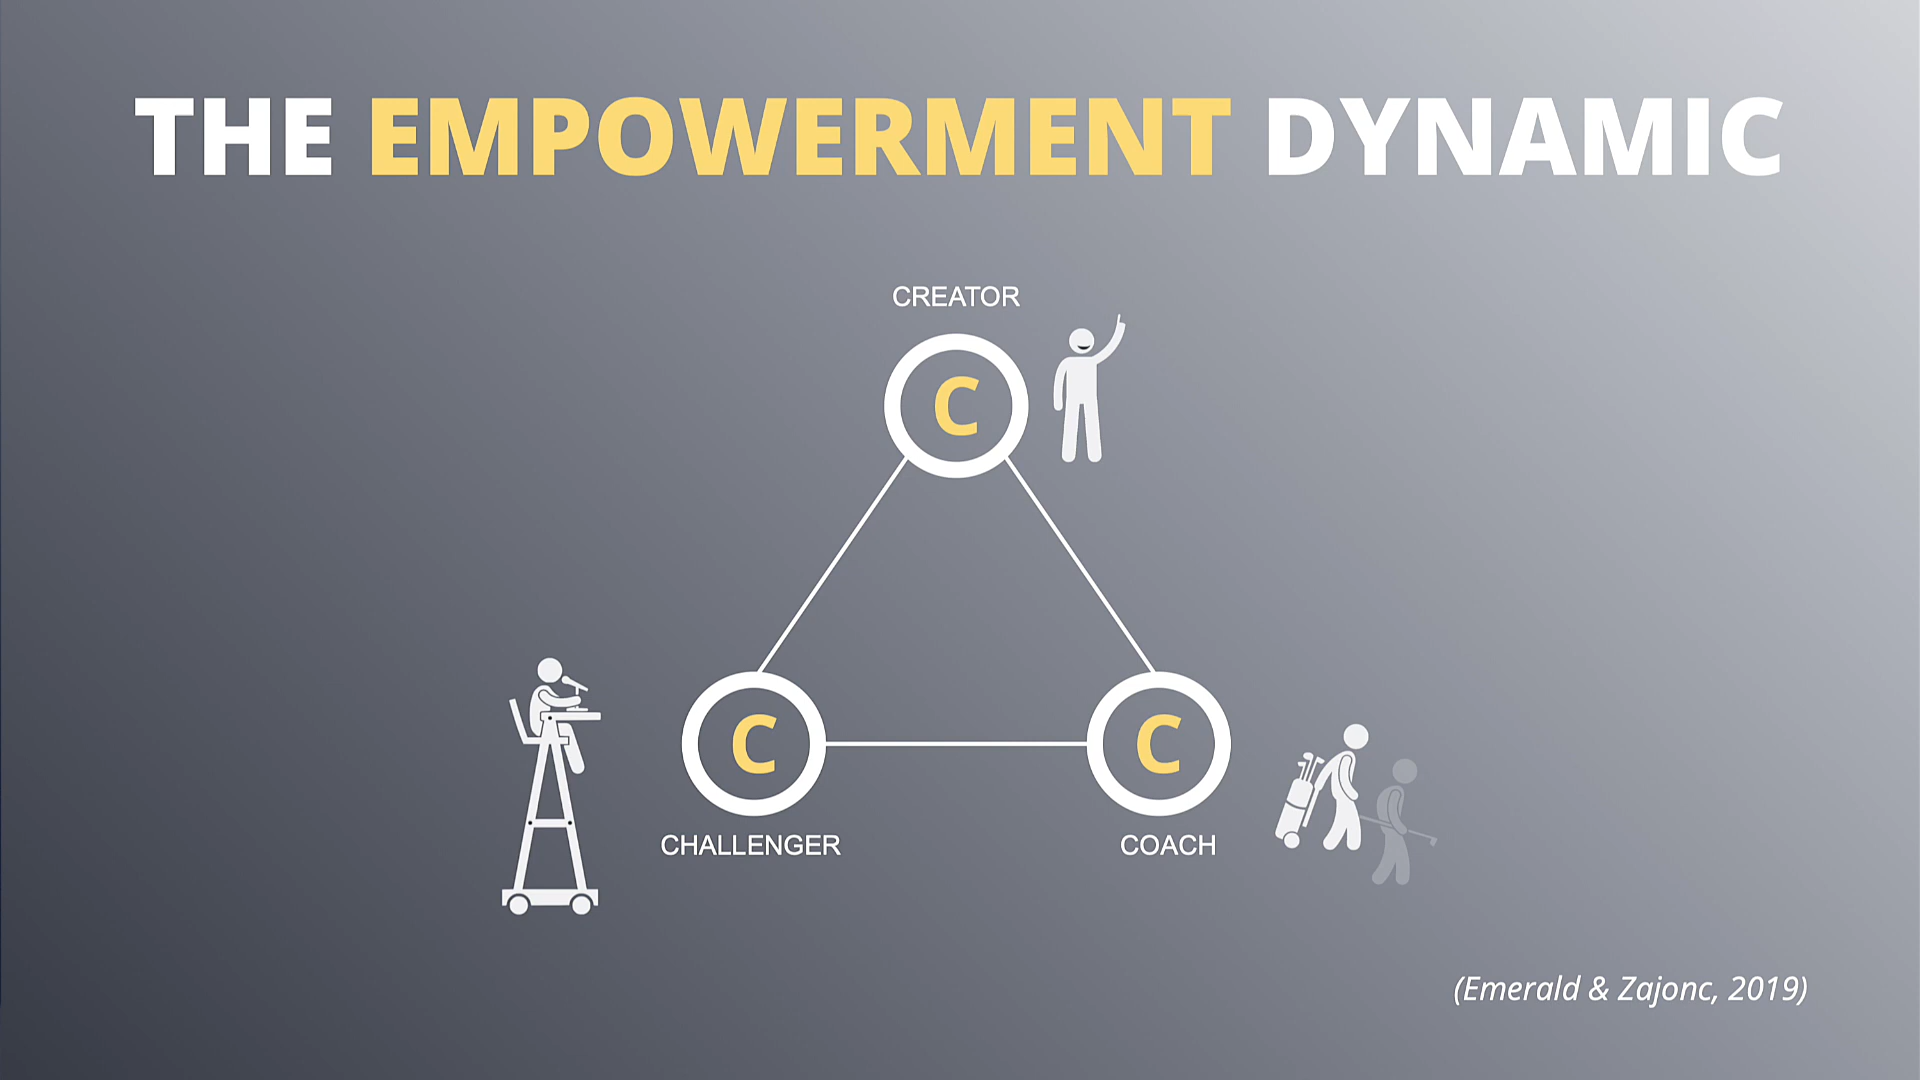 THE EMPOWERMENT DYNAMIC
CREATOR
C
C
C
CHALLENGER
COACH
(Emerald & Zajonc, 2019)